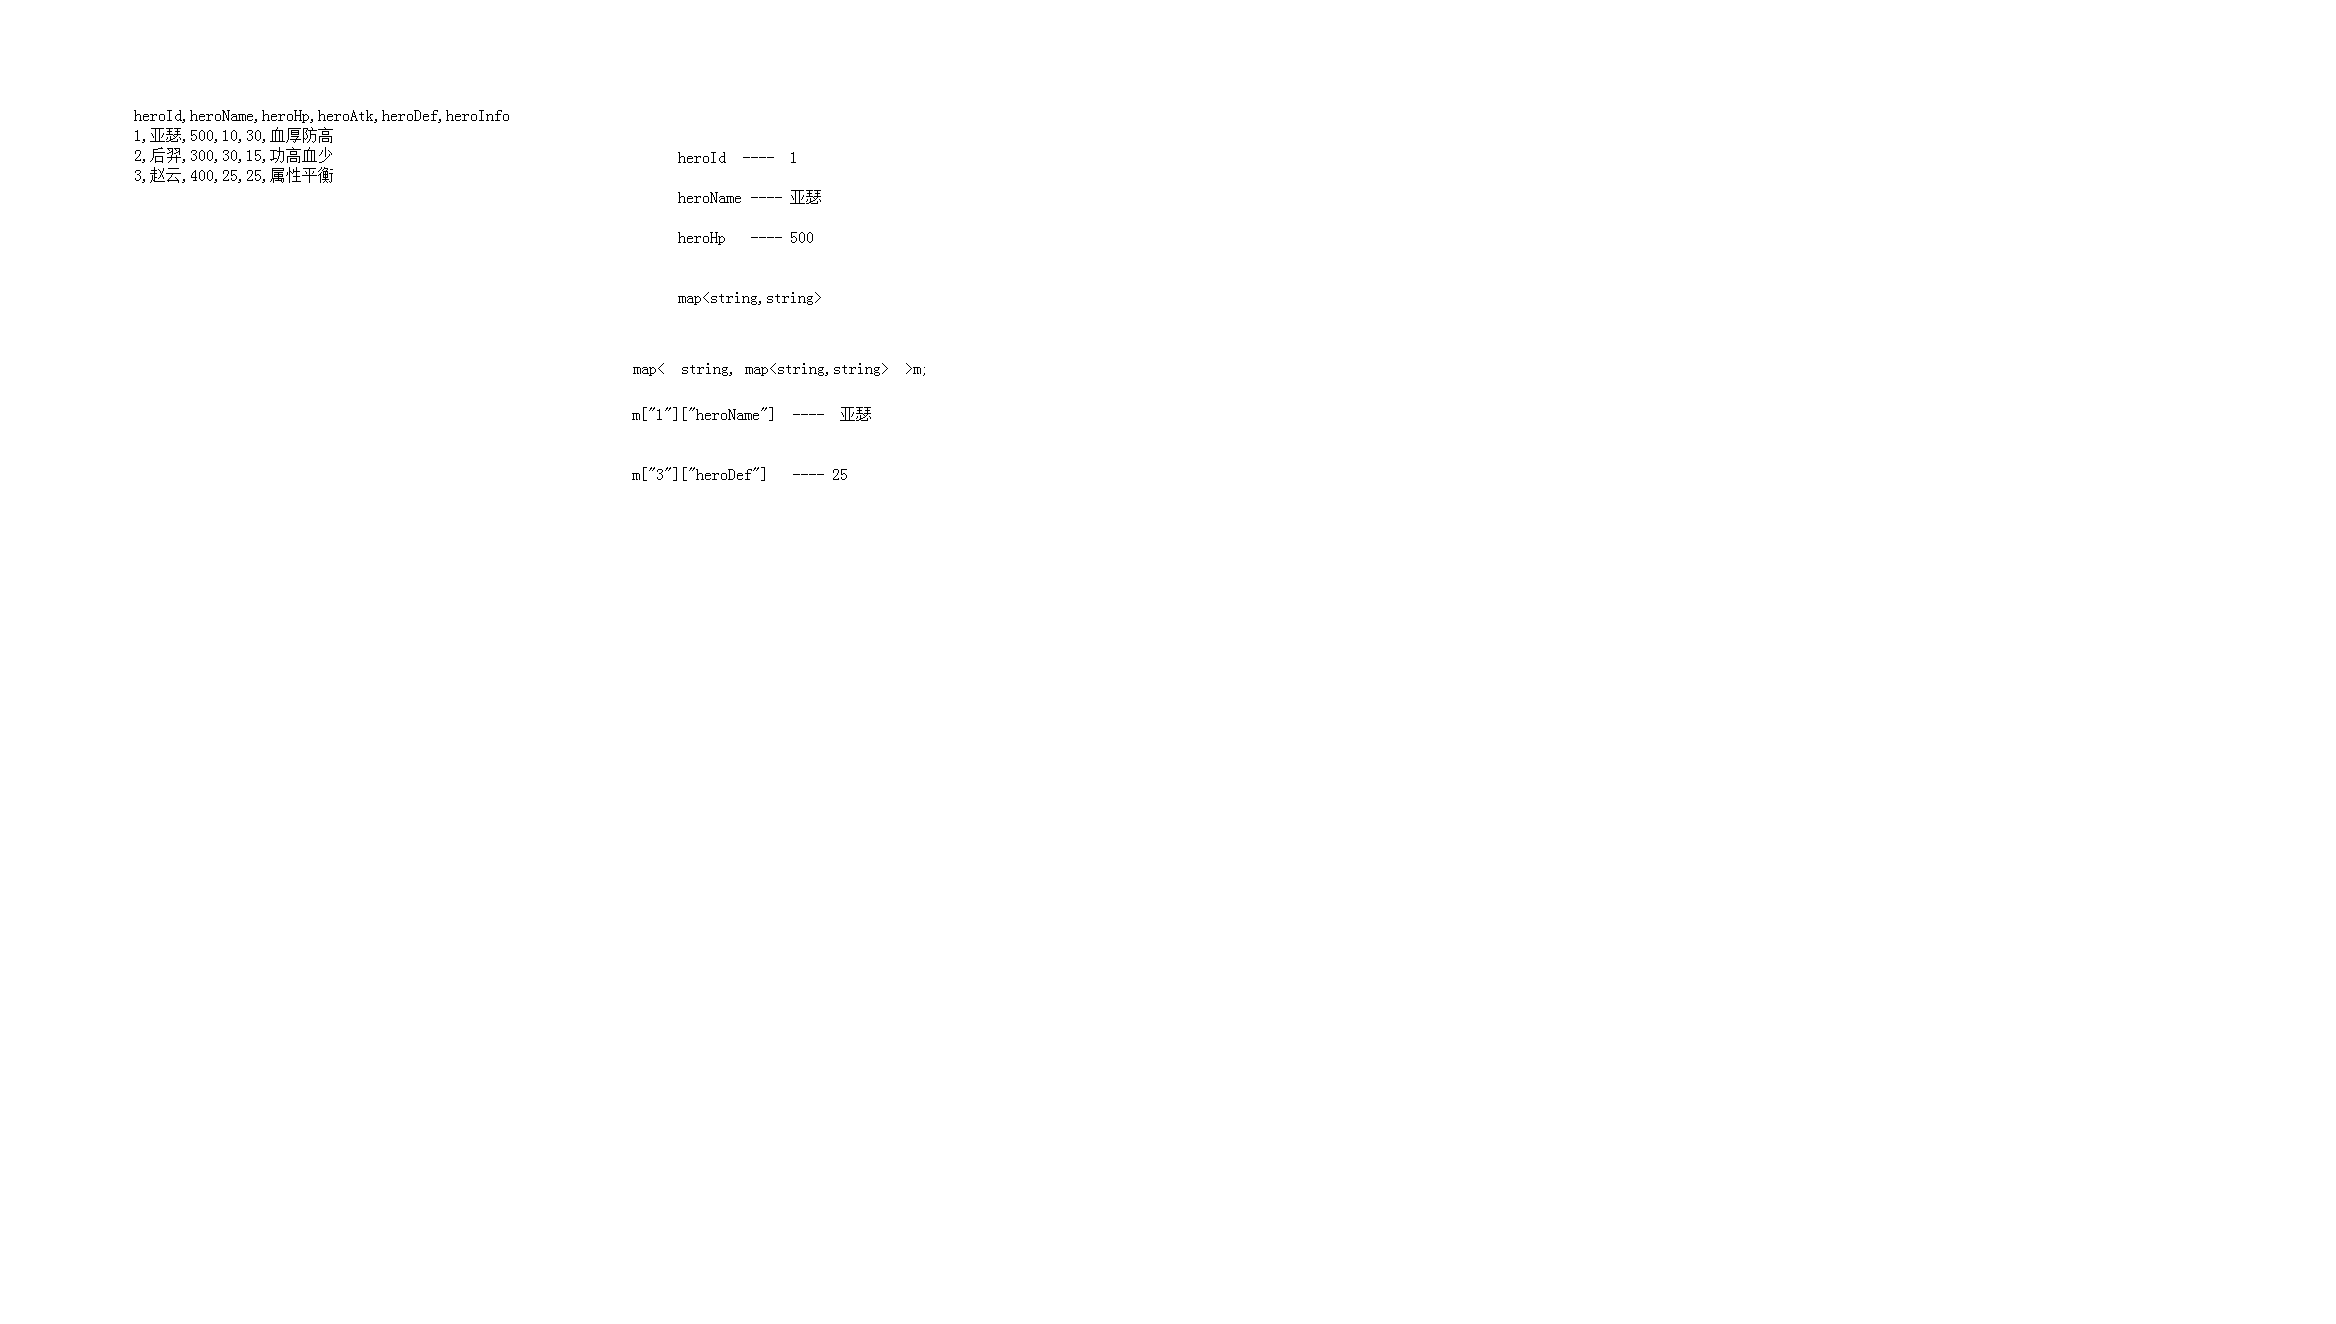 heroId,heroName,heroHp,heroAtk,heroDef,heroInfo
1,亚瑟,500,10,30,血厚防高
2,后羿,300,30,15,功高血少
3,赵云,400,25,25,属性平衡
heroId  ----  1
heroName ---- 亚瑟
heroHp   ---- 500
map<string,string>
map<  string, map<string,string>  >m;
m["1"]["heroName"]  ----  亚瑟
m["3"]["heroDef"]   ---- 25